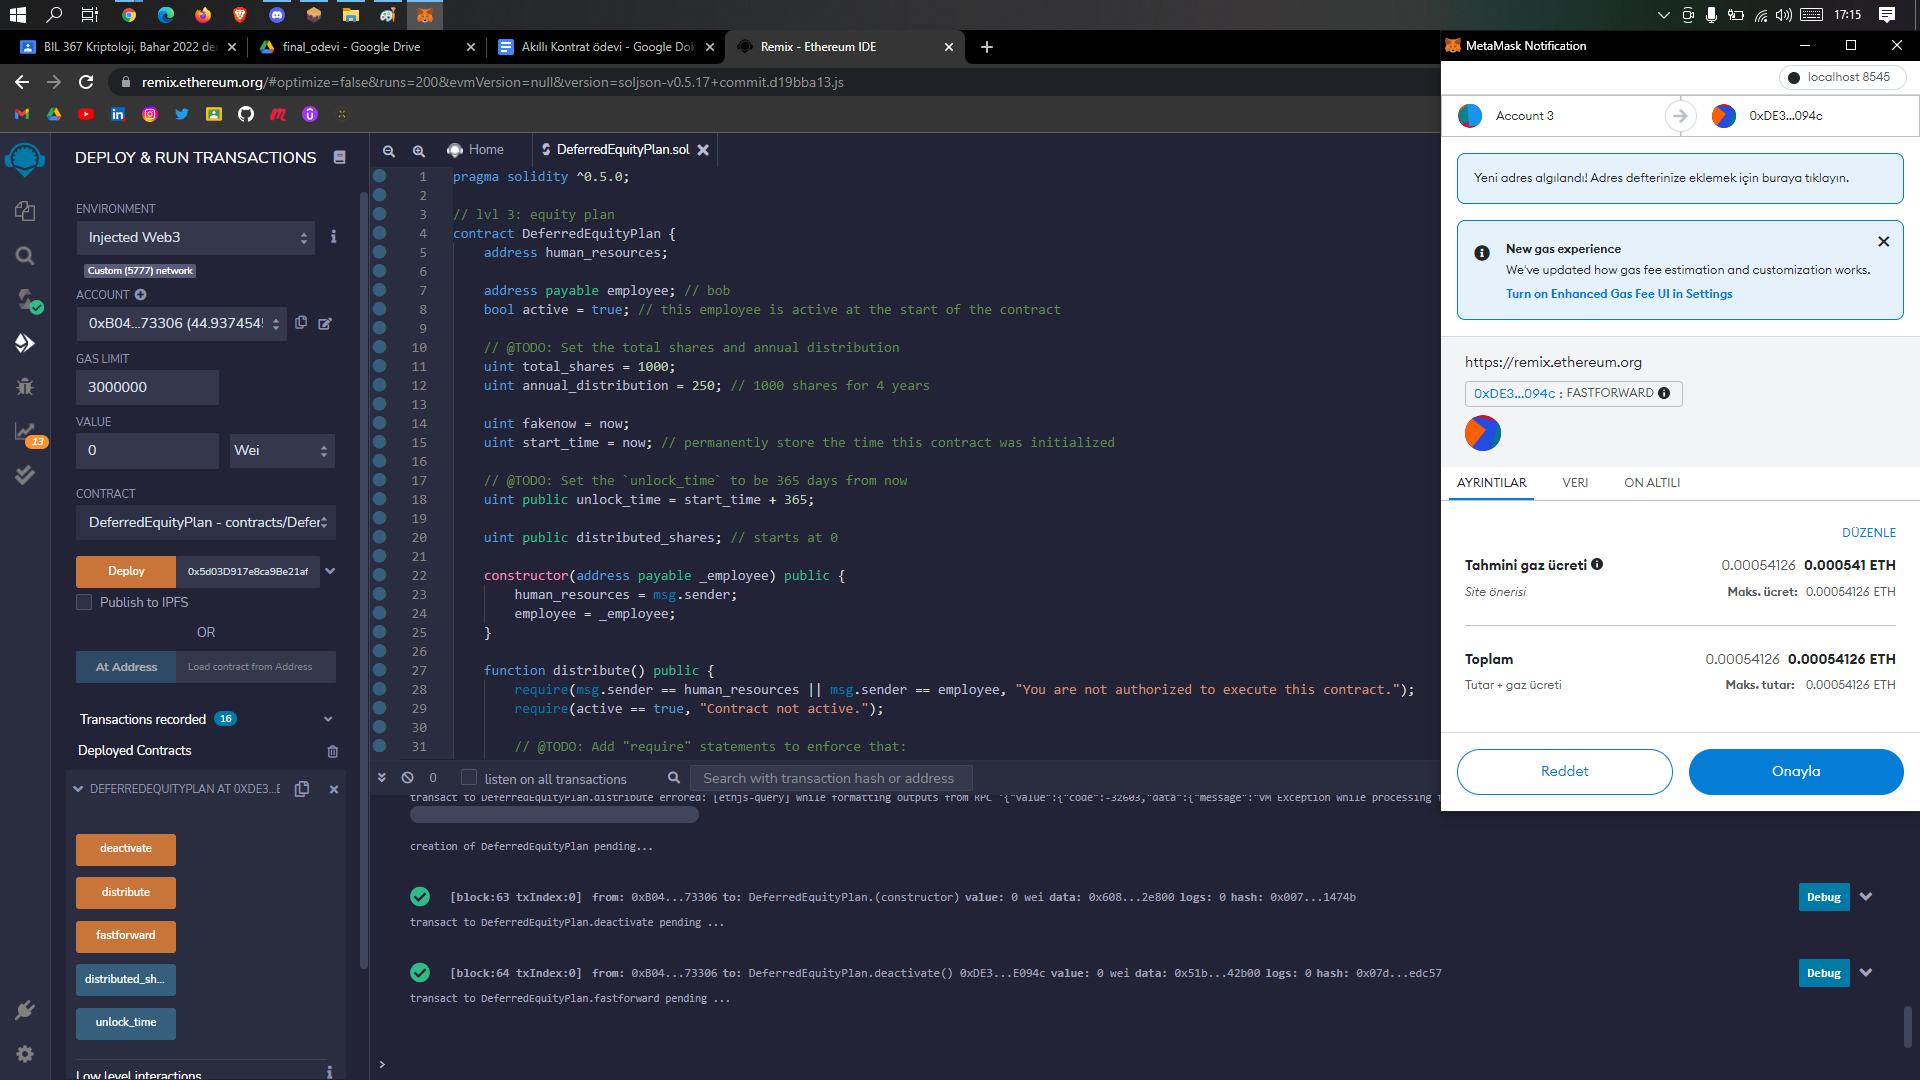 17:15
BIL 367 Kriptoloji, Bahar 2022 de
final_odevi - Google Drive
Akıllı Kontrat ödevi - Google Dok
Remix - Ethereum IDE
remix.ethereum.org/#optimize=false&runs=200&evmVersion=null&version=soljson-v0.5.17+commit.d19bba13.js
DEPLOY & RUN TRANSACTIONS
ENVIRONMENT
Injected Web3
Custom (5777) network
ACCOUNT
0xB04...73306 (44.9374545
GAS LIMIT
3000000
VALUE
0
Wei
CONTRACT
DeferredEquityPlan - contracts/Defer
Deploy
0x5d03D917e8ca9Be21af
Publish to IPFS
OR
At Address
Load contract from Address
Transactions recorded 16
Deployed Contracts
DEFERREDEQUITYPLAN AT 0XDE3...E
deactivate
distribute
fastforward
distributed_sh...
unlock_time
Low level interactions
13
Home
DeferredEquityPlan.sol
1 pragma solidity ^0.5.0;
2
3 // lvl 3: equity plan
4 contract DeferredEquityPlan {
5 address human_resources;
6
7 address payable employee; // bob
8 bool active = true; // this employee is active at the start of the contract
9
10 // @TODO: Set the total shares and annual distribution
11 uint total_shares = 1000;
12 uint annual_distribution = 250; // 1000 shares for 4 years
13
14 uint fakenow = now;
15 uint start_time = now; // permanently store the time this contract was initialized
16
17 // @TODO: Set the `unlock_time` to be 365 days from now
18 uint public unlock_time = start_time + 365;
19
20 uint public distributed_shares; // starts at 0
21
22 constructor(address payable _employee) public {
23 human_resources = msg.sender;
24 employee = _employee;
25 }
26
27 function distribute() public {
28 require(msg.sender == human_resources || msg.sender == employee, "You are not authorized to execute this contract.");
29 require(active == true, "Contract not active.");
30
31 // @TODO: Add "require" statements to enforce that:
0
listen on all transactions
Search with transaction hash or address
transact to DeferredEquityPlan.distribute errored: [ethjs-query] while formatting outputs from RPC '{"value":{"code":-32603,"data":{"message":"VM Exception while processing
creation of DeferredEquityPlan pending...
[block:63 txIndex:0] from: 0xB04...73306 to: DeferredEquityPlan.(constructor) value: 0 wei data: 0x608...2e800 logs: 0 hash: 0x007...1474b
Debug
transact to DeferredEquityPlan.deactivate pending ...
[block:64 txIndex:0] from: 0xB04...73306 to: DeferredEquityPlan.deactivate() 0xDE3...E094c value: 0 wei data: 0x51b...42b00 logs: 0 hash: 0x07d...edc57
Debug
transact to DeferredEquityPlan.fastforward pending ...
>
MetaMask Notification
localhost 8545
Account 3
0xDE3...094c
Yeni adres algılandı! Adres defterinize eklemek için buraya tıklayın.
New gas experience
We've updated how gas fee estimation and customization works.
Turn on Enhanced Gas Fee UI in Settings
https://remix.ethereum.org
0xDE3...094c : FASTFORWARD
AYRINTILAR
VERI
ON ALTILI
DÜZENLE
Tahmini gaz ücreti 0.00054126 0.000541 ETH
Site önerisi
Maks. ücret: 0.00054126 ETH
Toplam 0.00054126 0.00054126 ETH
Tutar + gaz ücreti
Maks. tutar: 0.00054126 ETH
Reddet
Onayla